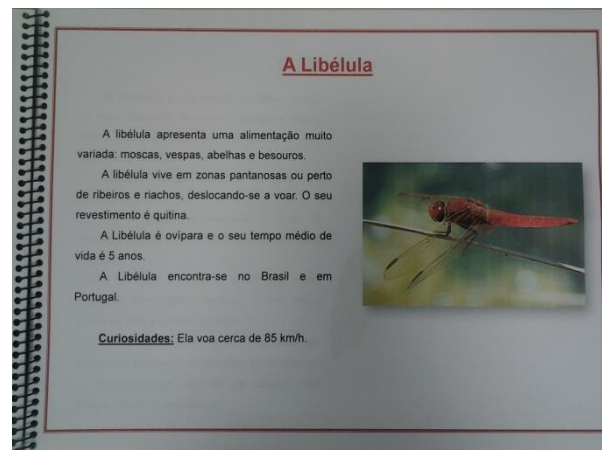 A Libélula
A libélula apresenta uma alimentação muito
variada: moscas, vespas, abelhas e besouros.
A libélula vive em zonas pantanosas ou perto
de ribeiros e riachos, deslocando-se a voar. O seu
revestimento é quitina.
A Libélula é ovípara e o seu tempo médio de
vida é 5 anos.
A Libélula encontra-se no Brasil e em
Portugal.
Curiosidades: Ela voa cerca de 85 km/h.